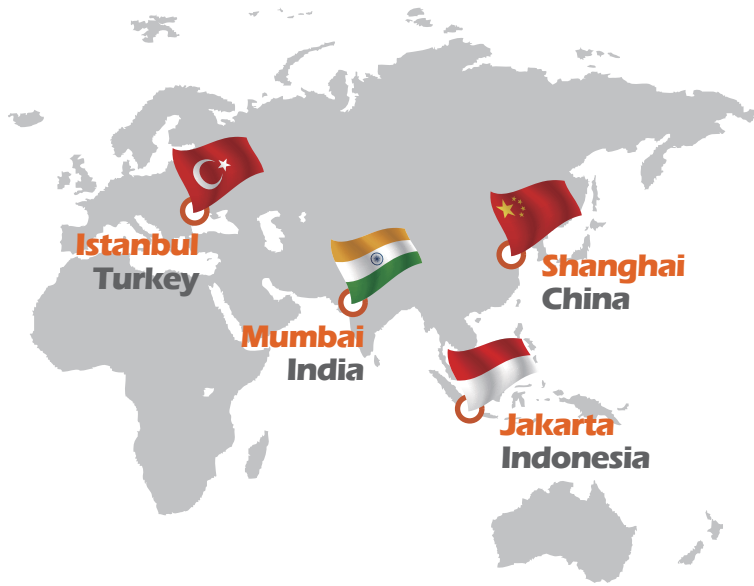 Istanbul
Turkey
Shanghai
China
Mumbai
India
Jakarta
Indonesia